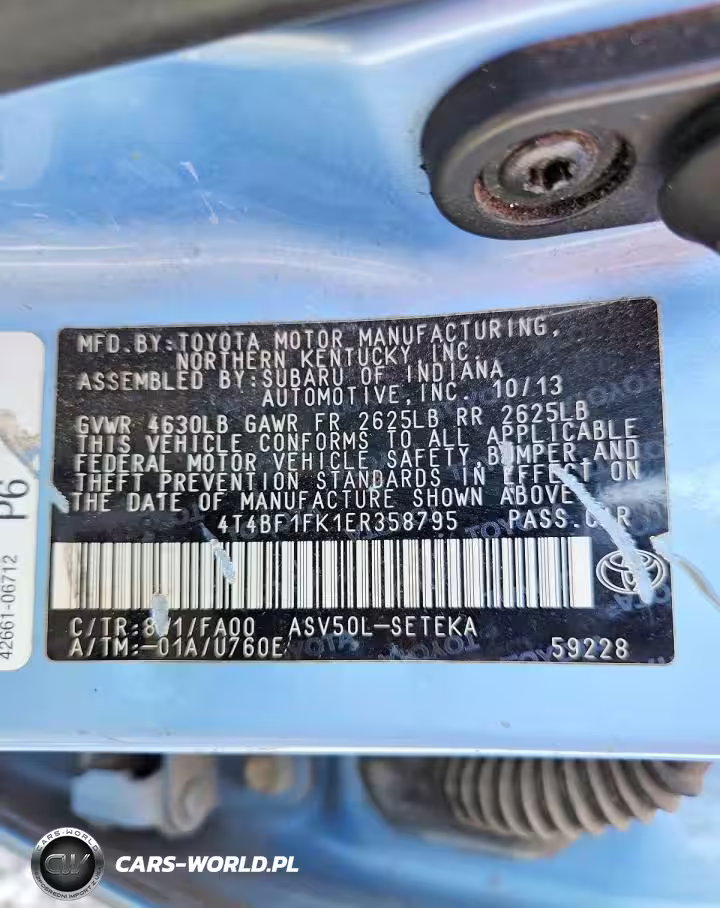 MFD.BY:TOYOTA MOTOR MANUFACTURING,
NORTHERN KENTUCKY, INC.
ASSEMBLED BY:SUBARU OF INDIANA
AUTOMOTIVE,INC. 10/13
GVWR 4630LB GAWR FR 2625LB RR 2625LB
THIS VEHICLE CONFORMS TO ALL APPLICABLE
FEDERAL MOTOR VEHICLE SAFETY, BUMPER, AND
THEFT PREVENTION STANDARDS IN EFFECT ON
THE DATE OF MANUFACTURE SHOWN ABOVE.
4T4BF1FK1ER358795 PASS.CAR
C/TR: /FA00 ASV50L-SETEKA
A/TM:-01A/U760E
59228
P6
42661-06712
CARS-WORLD
CW
CARS-WORLD.PL